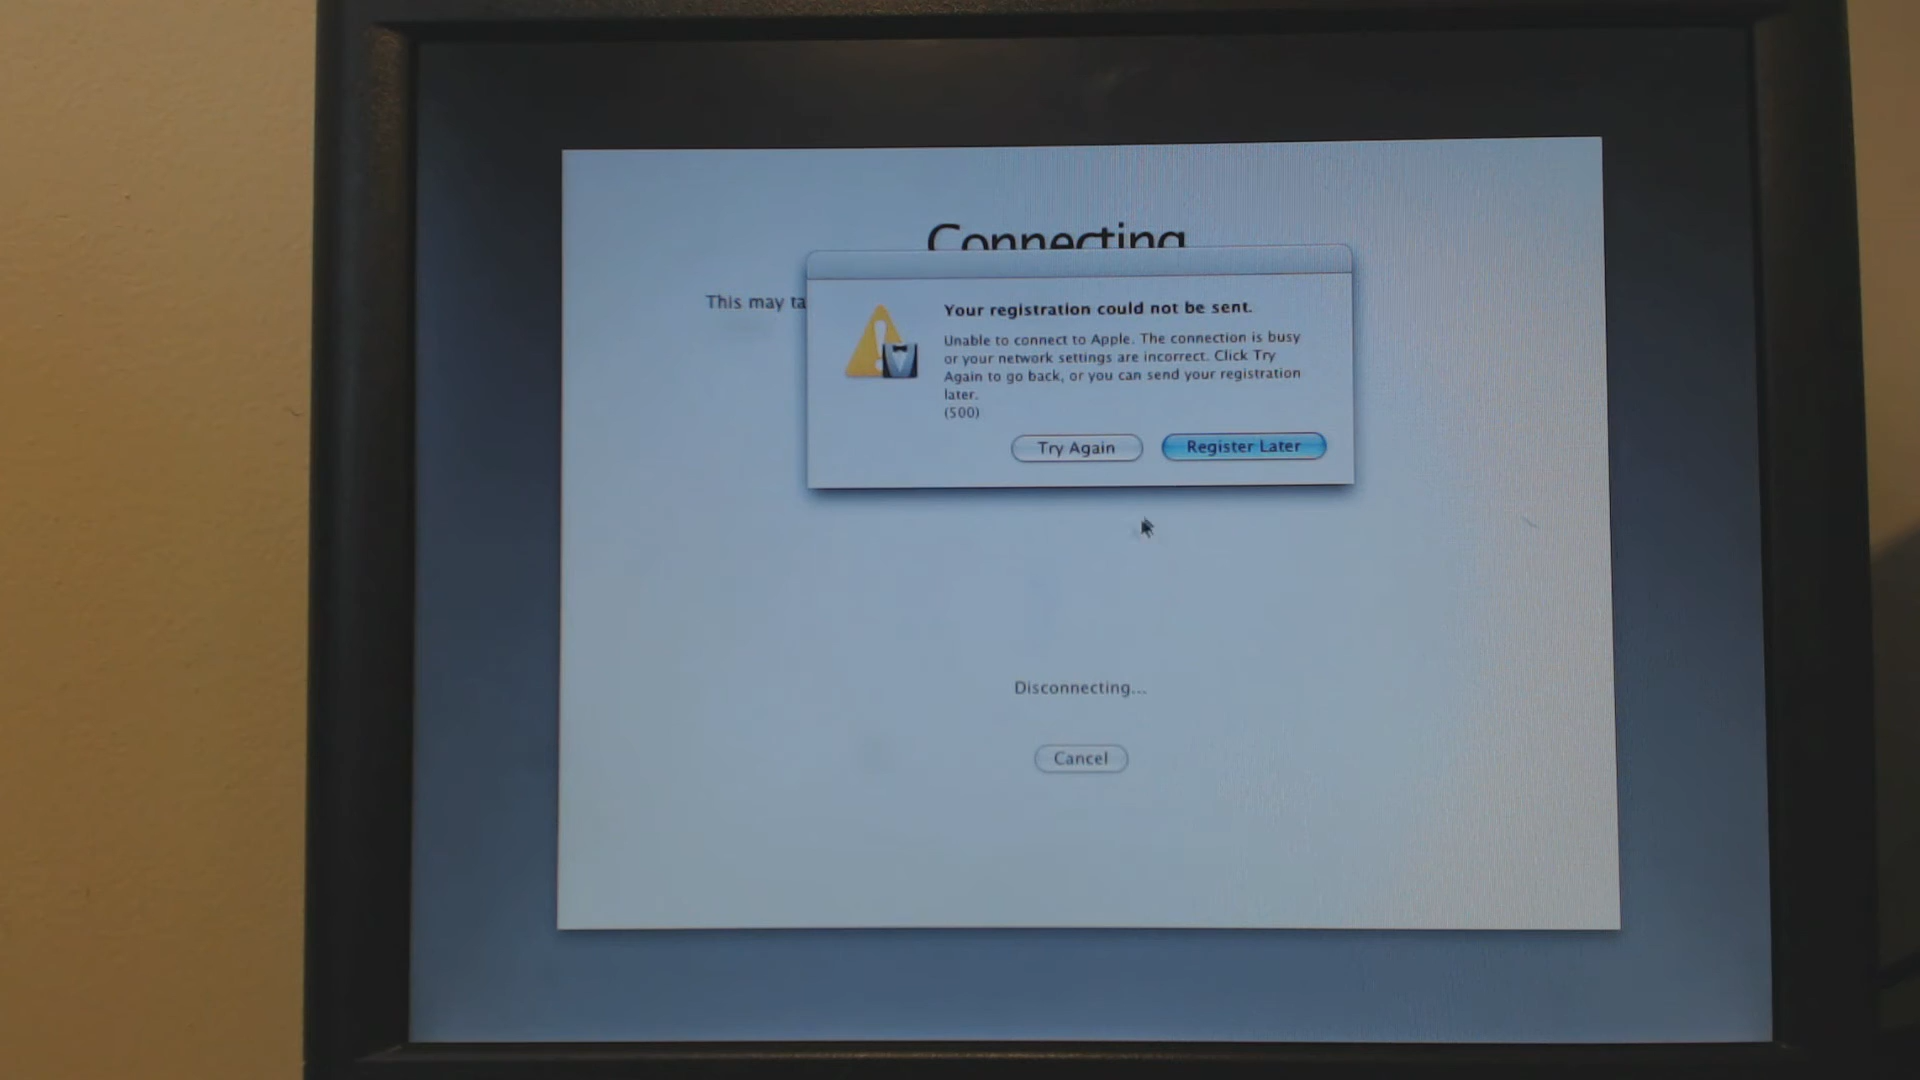 Connecting
This may ta
Your registration could not be sent.
Unable to connect to Apple. The connection is busy
or your network settings are incorrect. Click Try
Again to go back, or you can send your registration
later.
(500)
Try Again
Register Later
Disconnecting...
Cancel